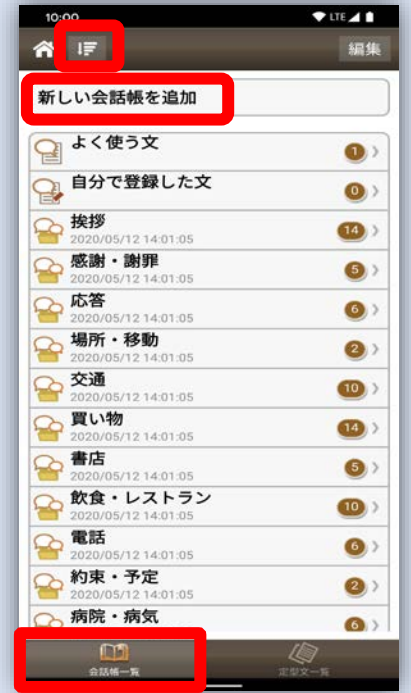 10:00 LTE
編集
新しい会話帳を追加
よく使う文 1
自分で登録した文 0
挨拶 14
2020/05/12 14:01:05
感謝・謝罪 5
2020/05/12 14:01:05
応答 6
2020/05/12 14:01:05
場所・移動 2
2020/05/12 14:01:05
交通 10
2020/05/12 14:01:05
買い物 14
2020/05/12 14:01:05
書店 5
2020/05/12 14:01:05
飲食・レストラン 10
2020/05/12 14:01:05
電話 6
2020/05/12 14:01:05
約束・予定 2
2020/05/12 14:01:05
病院・病気 6
会話帳一覧 定型文一覧